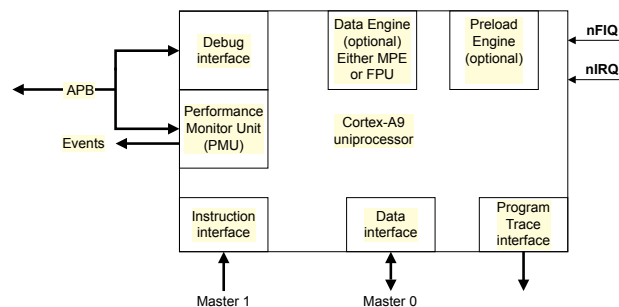 Debug
interface
Data Engine
(optional)
Either MPE
or FPU
Preload
Engine
(optional)
nFIQ
nIRQ
APB
Performance
Monitor Unit
(PMU)
Events
Cortex-A9
uniprocessor
Instruction
interface
Data
interface
Program
Trace
interface
Master 1
Master 0